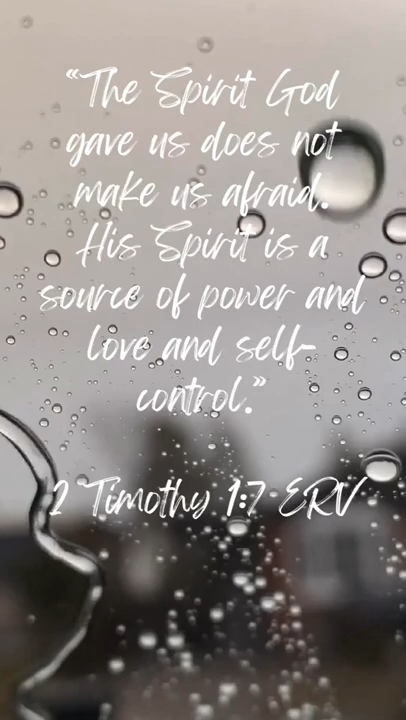 “The Spirit God
gave us does not
make us afraid.
His Spirit is a
source of power and
love and self-
control.”
2 Timothy 1:7 ERV